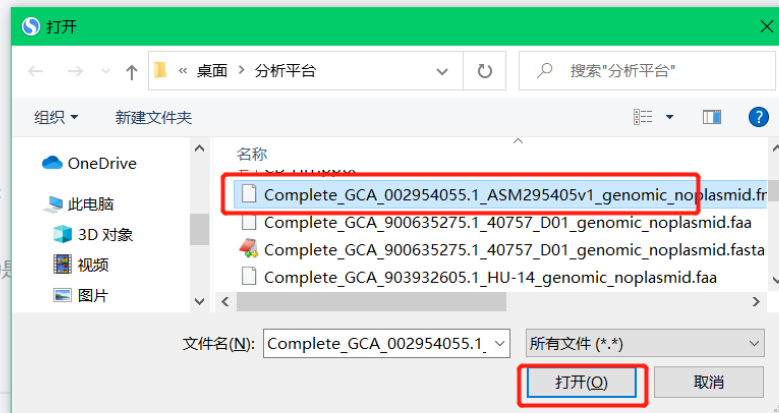 打开
« 桌面 › 分析平台
搜索"分析平台"
组织
新建文件夹
名称
OneDrive
此电脑
3D 对象
视频
图片
Complete_GCA_002954055.1_ASM295405v1_genomic_noplasmid.fr
Complete_GCA_900635275.1_40757_D01_genomic_noplasmid.faa
Complete_GCA_900635275.1_40757_D01_genomic_noplasmid.fasta
Complete_GCA_903932605.1_HU-14_genomic_noplasmid.faa
文件名(N): Complete_GCA_002954055.1_
所有文件 (*.*)
打开(O)
取消